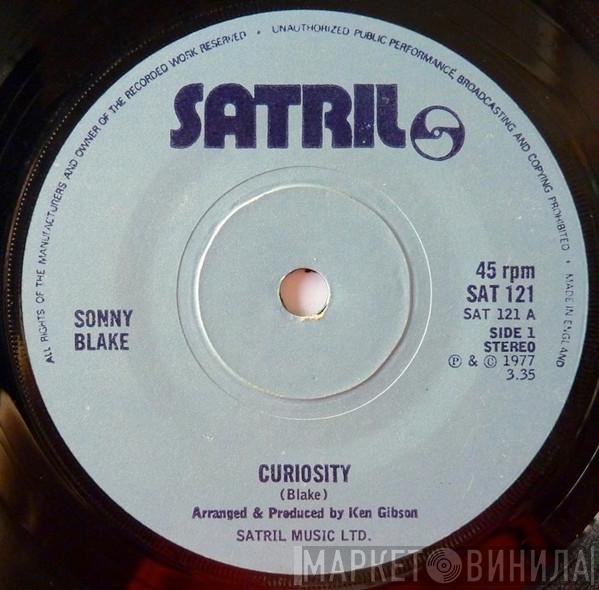 ALL RIGHTS OF THE MANUFACTURERS AND OWNER OF THE RECORDED WORK RESERVED • UNAUTHORIZED PUBLIC PERFORMANCE, BROADCASTING AND COPYING PROHIBITED • MADE IN ENGLAND
SATRIL
45 rpm
SAT 121
SAT 121 A
SIDE 1
STEREO
℗ & © 1977
3.35
SONNY
BLAKE
CURIOSITY
(Blake)
Arranged & Produced by Ken Gibson
SATRIL MUSIC LTD.
МАРКЕТ ВИНИЛА